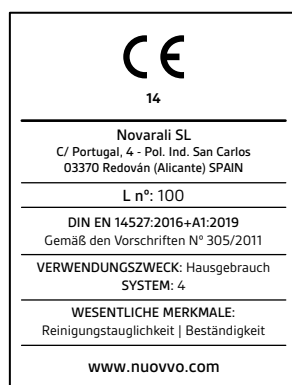 CE
14
Novarali SL
C/ Portugal, 4 - Pol. Ind. San Carlos
03370 Redován (Alicante) SPAIN
L nº: 100
DIN EN 14527:2016+A1:2019
Gemäß den Vorschriften Nº 305/2011
VERWENDUNGSZWECK: Hausgebrauch
SYSTEM: 4
WESENTLICHE MERKMALE:
Reinigungstauglichkeit | Beständigkeit
www.nuovvo.com